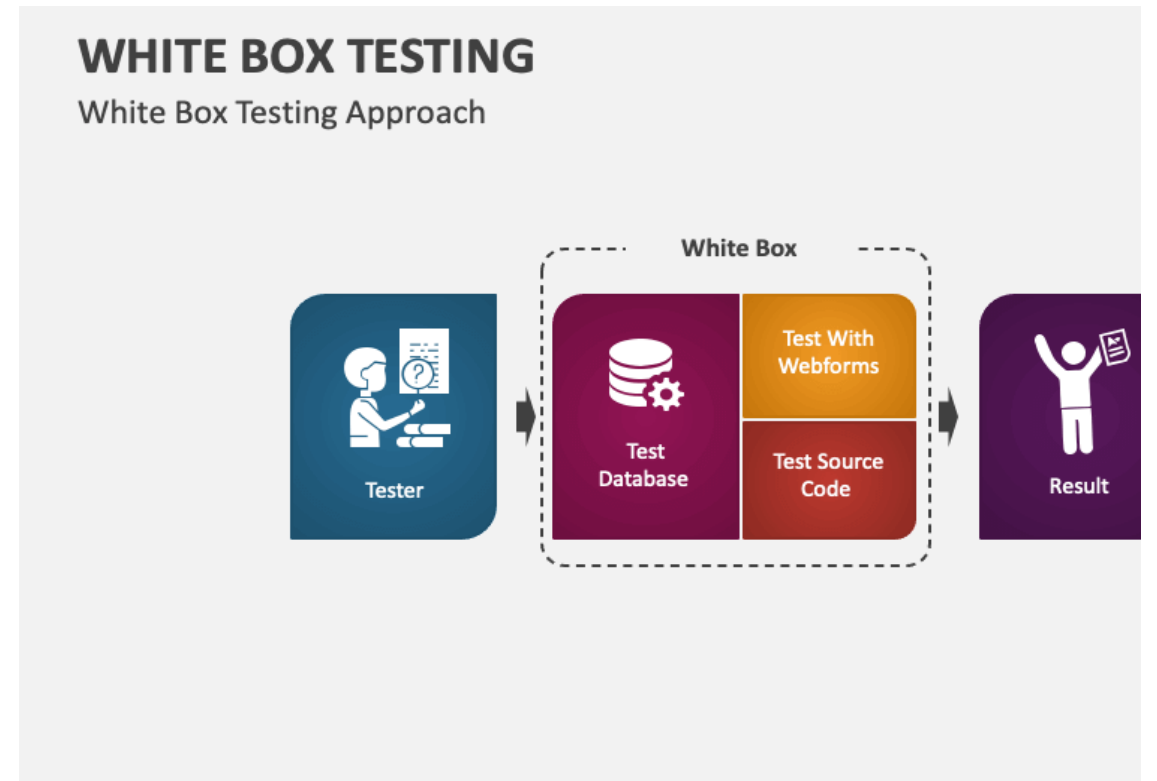 WHITE BOX TESTING
White Box Testing Approach
White Box
Tester
Test
Database
Test With
Webforms
Test Source
Code
Result